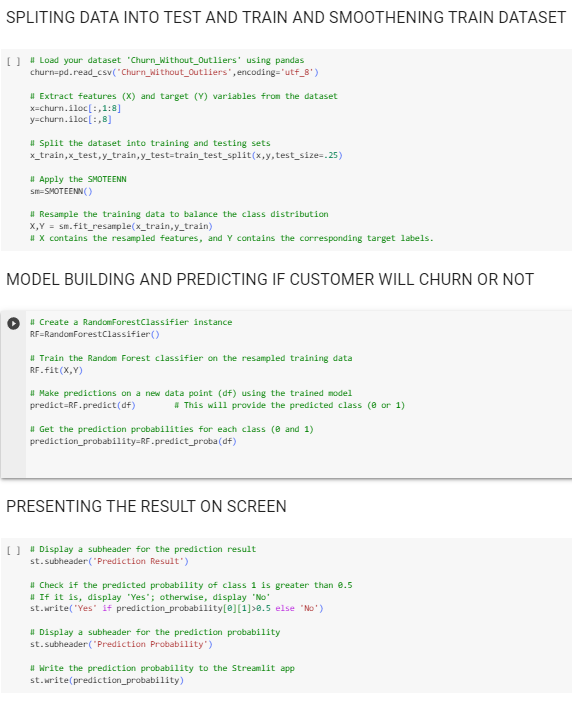 SPLITING DATA INTO TEST AND TRAIN AND SMOOTHENING TRAIN DATASET
[ ] # Load your dataset 'Churn_Without_Outliers' using pandas
churn=pd.read_csv('Churn_Without_Outliers',encoding='utf_8')
# Extract features (X) and target (Y) variables from the dataset
x=churn.iloc[:,1:8]
y=churn.iloc[:,8]
# Split the dataset into training and testing sets
x_train,x_test,y_train,y_test=train_test_split(x,y,test_size=.25)
# Apply the SMOTEENN
sm=SMOTEENN()
# Resample the training data to balance the class distribution
X,Y = sm.fit_resample(x_train,y_train)
# X contains the resampled features, and Y contains the corresponding target labels.
MODEL BUILDING AND PREDICTING IF CUSTOMER WILL CHURN OR NOT
# Create a RandomForestClassifier instance
RF=RandomForestClassifier()
# Train the Random Forest classifier on the resampled training data
RF.fit(X,Y)
# Make predictions on a new data point (df) using the trained model
predict=RF.predict(df) # This will provide the predicted class (0 or 1)
# Get the prediction probabilities for each class (0 and 1)
prediction_probability=RF.predict_proba(df)
PRESENTING THE RESULT ON SCREEN
[ ] # Display a subheader for the prediction result
st.subheader('Prediction Result')
# Check if the predicted probability of class 1 is greater than 0.5
# If it is, display 'Yes'; otherwise, display 'No'
st.write('Yes' if prediction_probability[0][1]>0.5 else 'No')
# Display a subheader for the prediction probability
st.subheader('Prediction Probability')
# Write the prediction probability to the Streamlit app
st.write(prediction_probability)